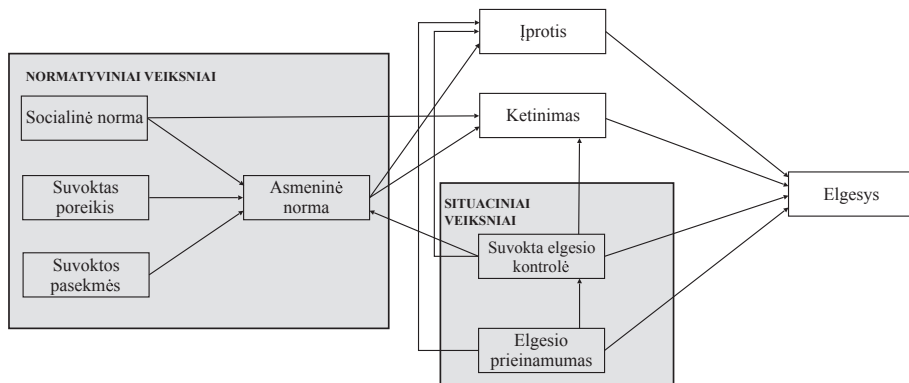 Įprotis
NORMATYVINIAI VEIKSNIAI
Socialinė norma
Ketinimas
Suvoktas
poreikis
Asmeninė
norma
SITUACINIAI
VEIKSNIAI
Elgesys
Suvokta elgesio
kontrolė
Suvoktos
pasekmės
Elgesio
prieinamumas